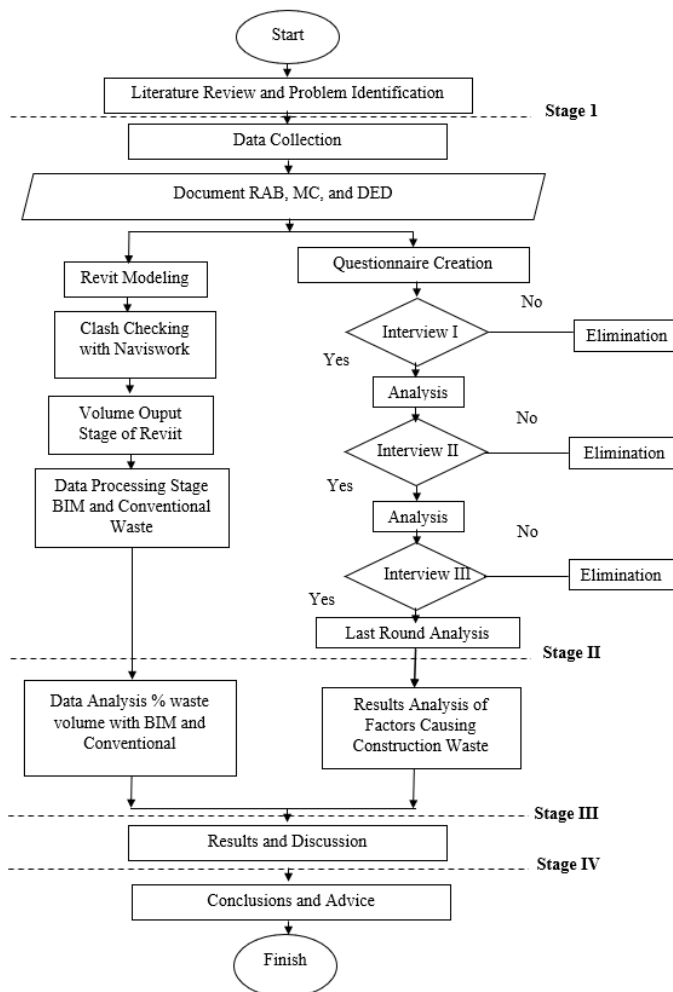 Start
Literature Review and Problem Identification
Stage 1
Data Collection
Document RAB, MC, and DED
Revit Modeling
Clash Checking
with Naviswork
Volume Ouput
Stage of Reviit
Data Processing Stage
BIM and Conventional
Waste
Questionnaire Creation
Interview I
No
Elimination
Yes
Analysis
Interview II
No
Elimination
Yes
Analysis
Interview III
No
Elimination
Yes
Last Round Analysis
Stage II
Data Analysis % waste
volume with BIM and
Conventional
Results Analysis of
Factors Causing
Construction Waste
Stage III
Results and Discussion
Stage IV
Conclusions and Advice
Finish